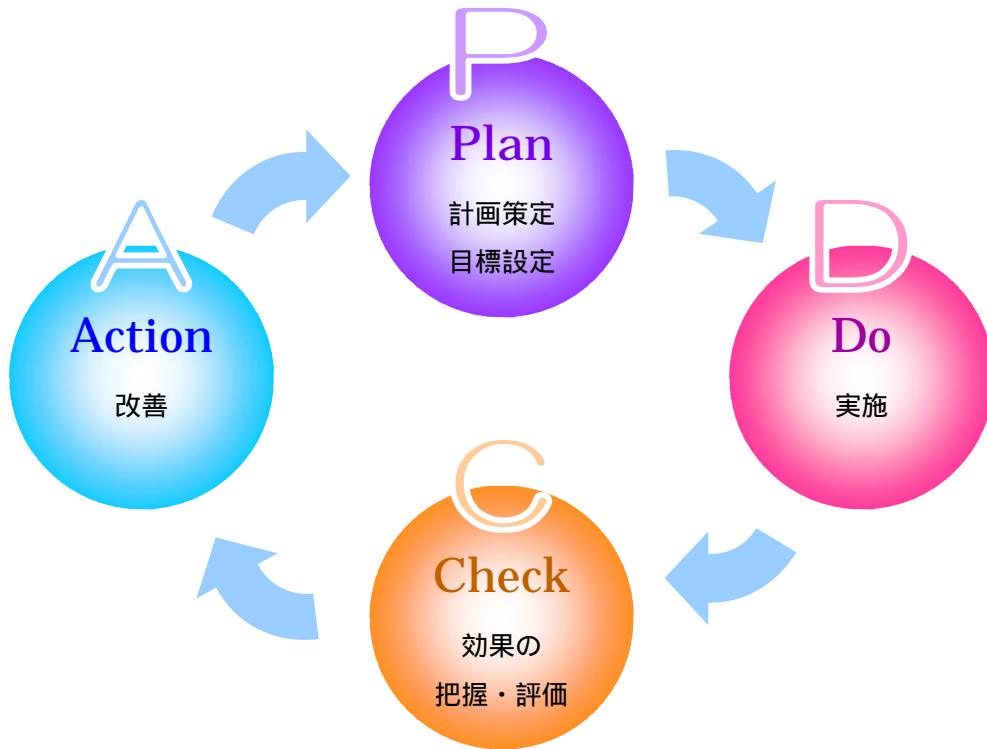 P
Plan
計画策定
目標設定
D
Do
実施
C
Check
効果の
把握・評価
A
Action
改善